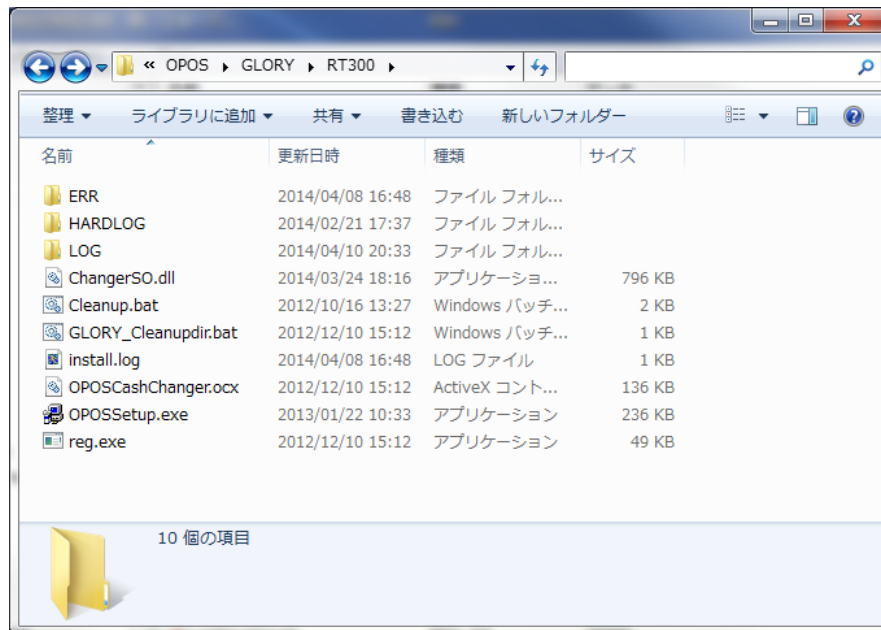 « OPOS GLORY RT300
整理 ライブラリに追加 共有 書き込む 新しいフォルダー
名前 更新日時 種類 サイズ
ERR 2014/04/08 16:48 ファイル フォル...
HARDLOG 2014/02/21 17:37 ファイル フォル...
LOG 2014/04/10 20:33 ファイル フォル...
ChangerSO.dll 2014/03/24 18:16 アプリケーショ... 796 KB
Cleanup.bat 2012/10/16 13:27 Windows バッチ... 2 KB
GLORY_Cleanupdir.bat 2012/12/10 15:12 Windows バッチ... 1 KB
install.log 2014/04/08 16:48 LOG ファイル 1 KB
OPOSCashChanger.ocx 2012/12/10 15:12 ActiveX コント... 136 KB
OPOSSetup.exe 2013/01/22 10:33 アプリケーション 236 KB
reg.exe 2012/12/10 15:12 アプリケーション 49 KB
10 個の項目